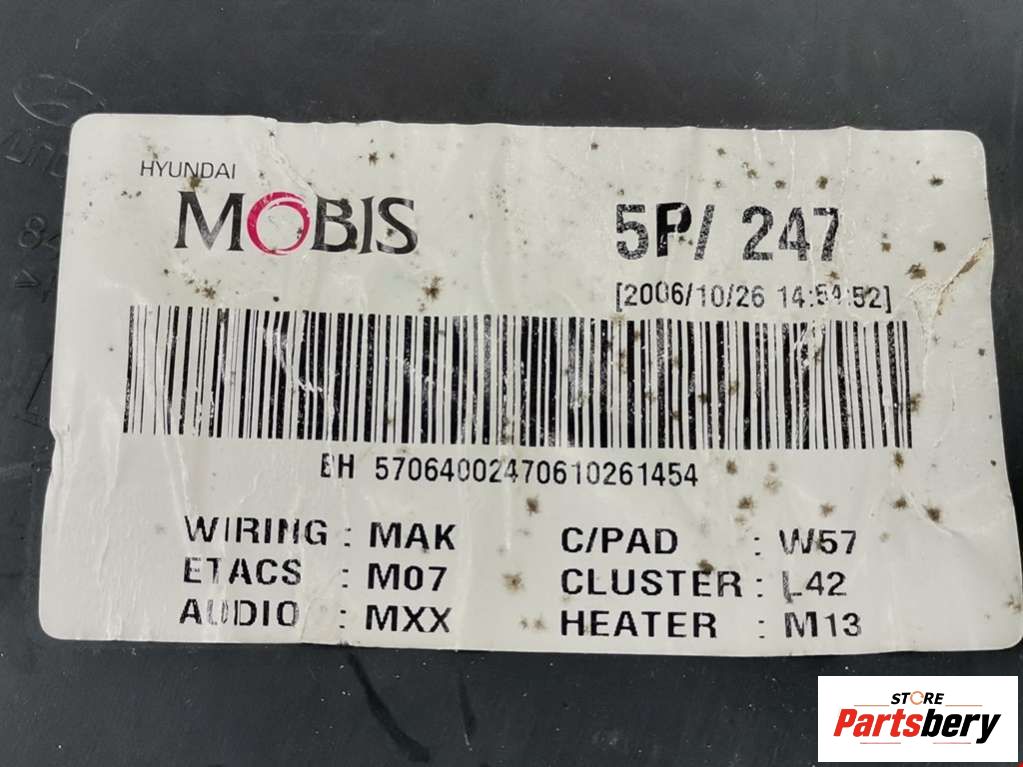 HYUNDAI
MOBIS
5P/ 247
[2006/10/26 14:54:52]
BH 57064002470610261454
WIRING : MAK
C/PAD : W57
ETACS : M07
CLUSTER : L42
AUDIO : MXX
HEATER : M13
STORE
Partsbery